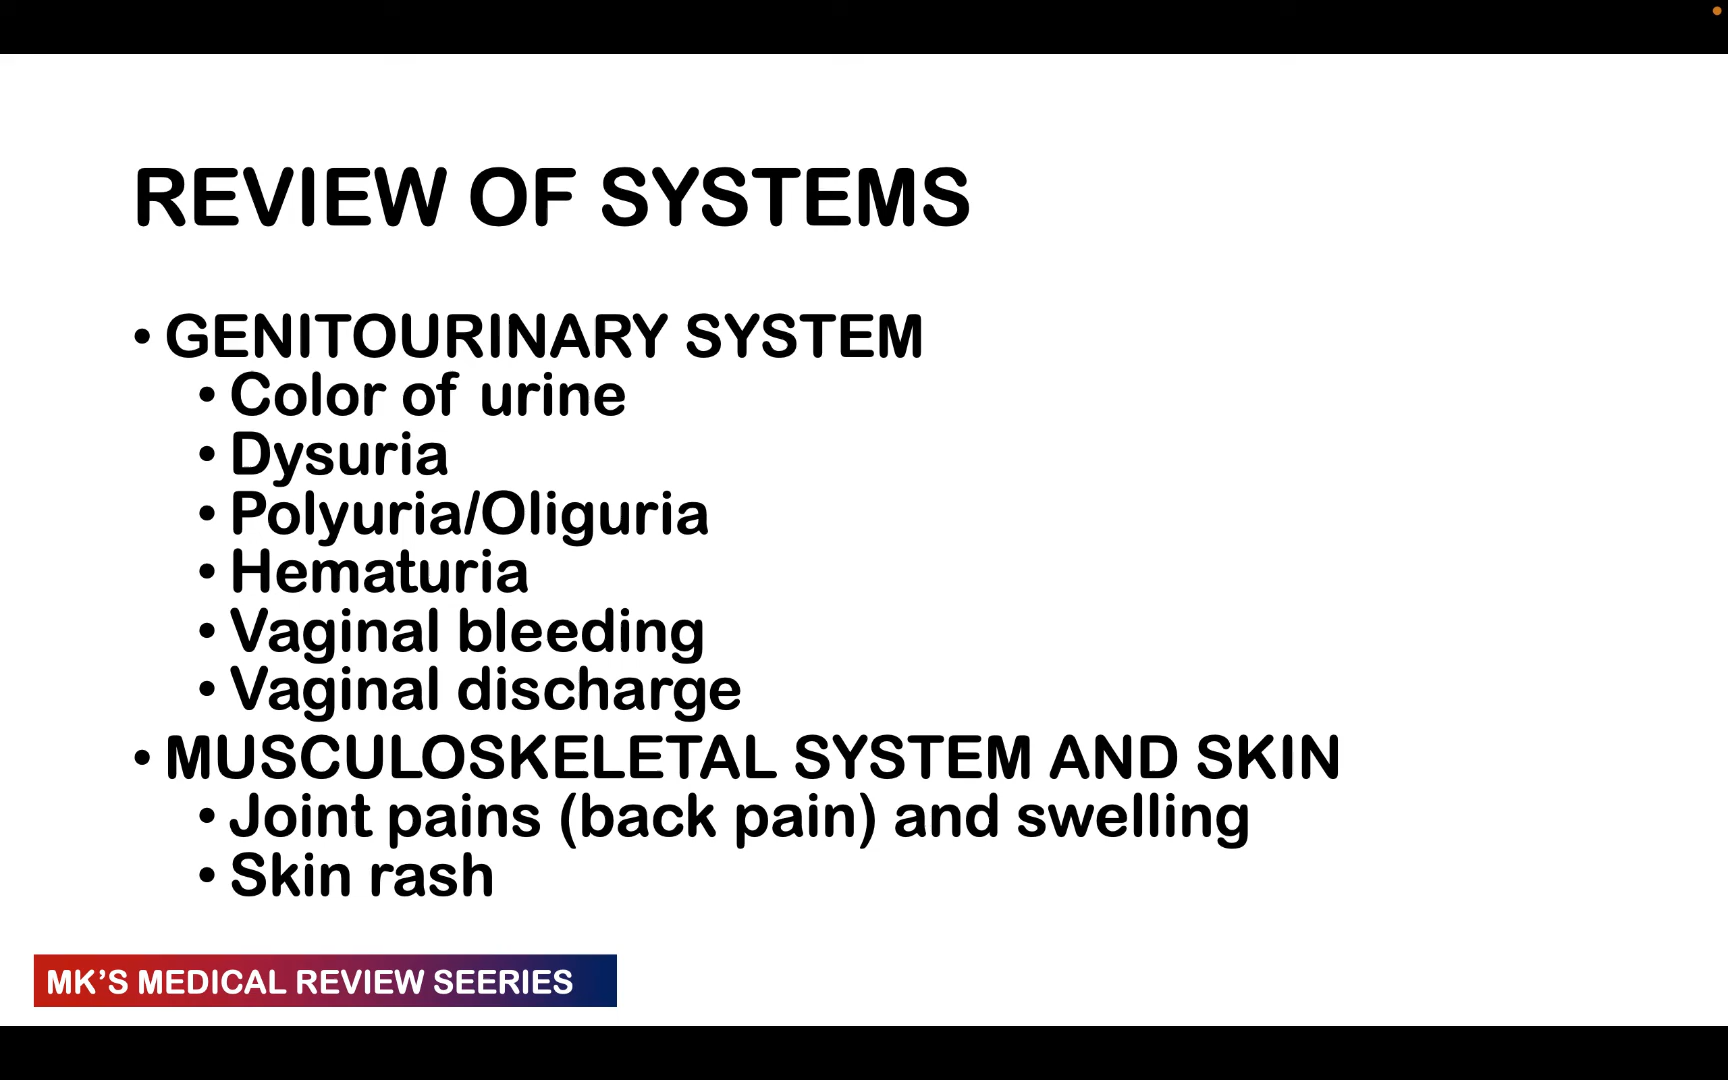 REVIEW OF SYSTEMS
• GENITOURINARY SYSTEM
• Color of urine
• Dysuria
• Polyuria/Oliguria
• Hematuria
• Vaginal bleeding
• Vaginal discharge
• MUSCULOSKELETAL SYSTEM AND SKIN
• Joint pains (back pain) and swelling
• Skin rash
MK’S MEDICAL REVIEW SEERIES